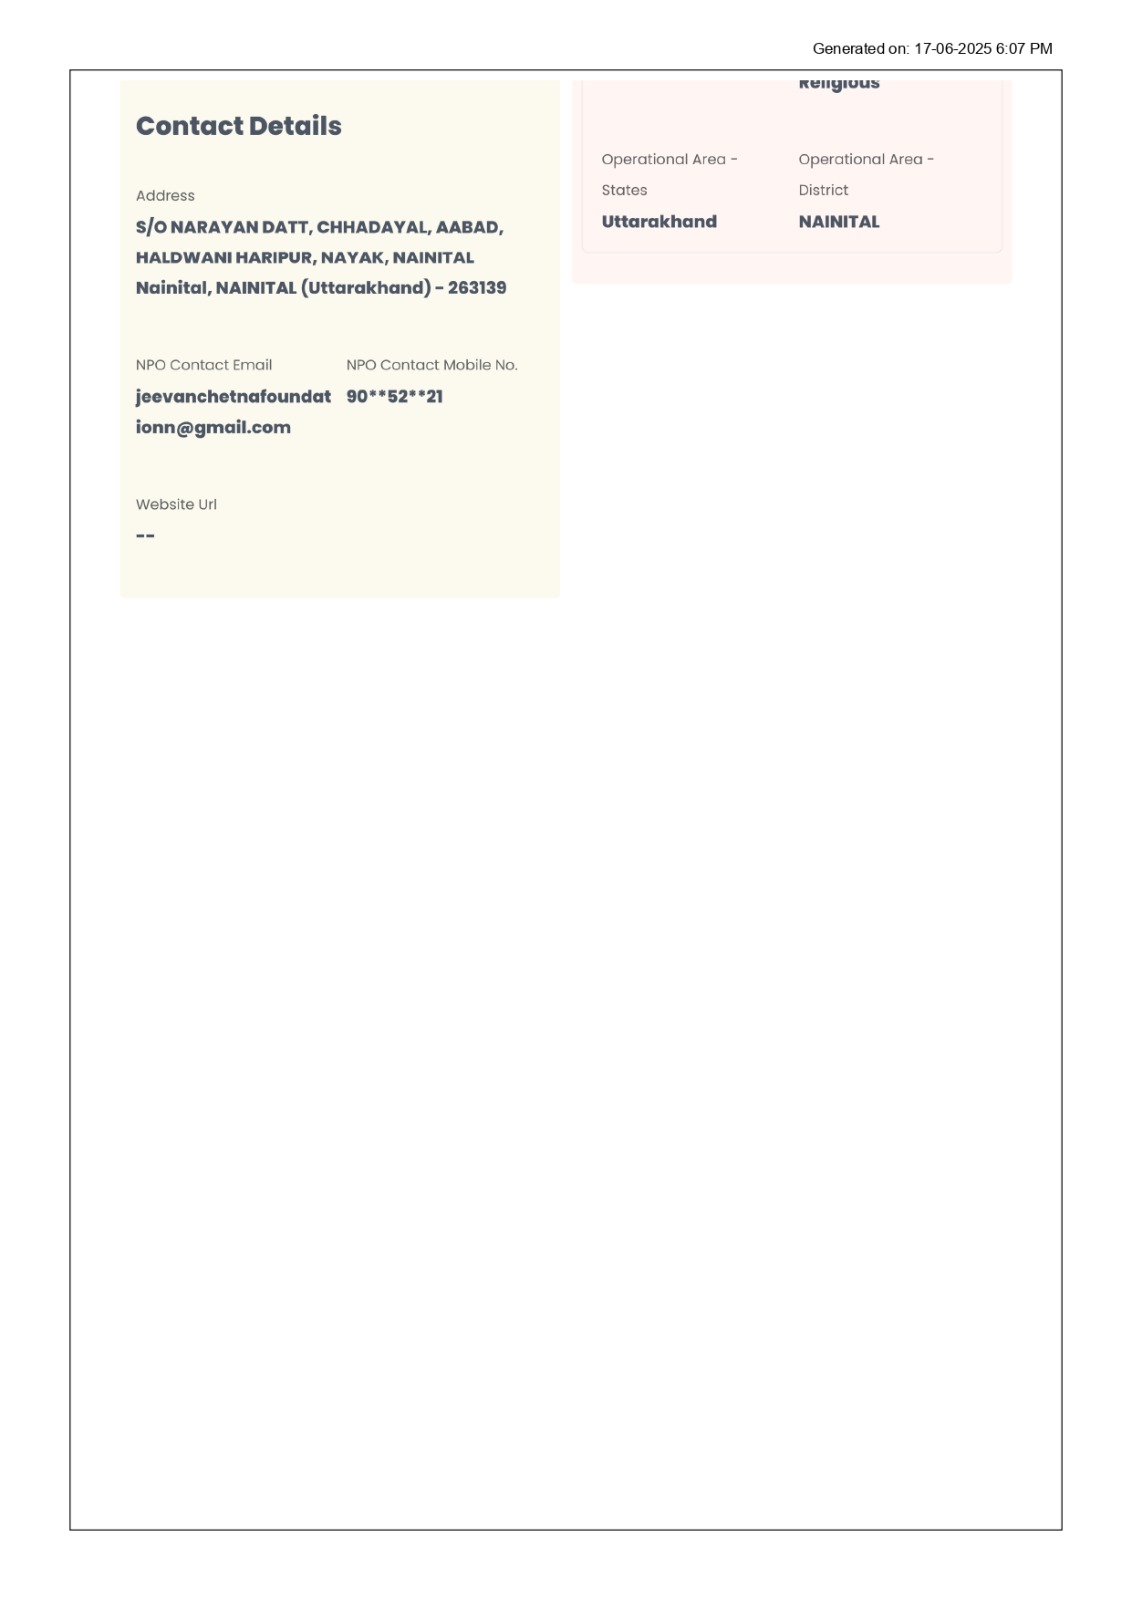 Generated on: 17-06-2025 6:07 PM
Contact Details
Address
S/O NARAYAN DATT, CHHADAYAL, AABAD,
HALDWANI HARIPUR, NAYAK, NAINITAL
Nainital, NAINITAL (Uttarakhand) - 263139
NPO Contact Email
jeevanchetnafoundat
ionn@gmail.com
NPO Contact Mobile No.
90**52**21
Website Url
--
Religious
Operational Area -
States
Uttarakhand
Operational Area -
District
NAINITAL